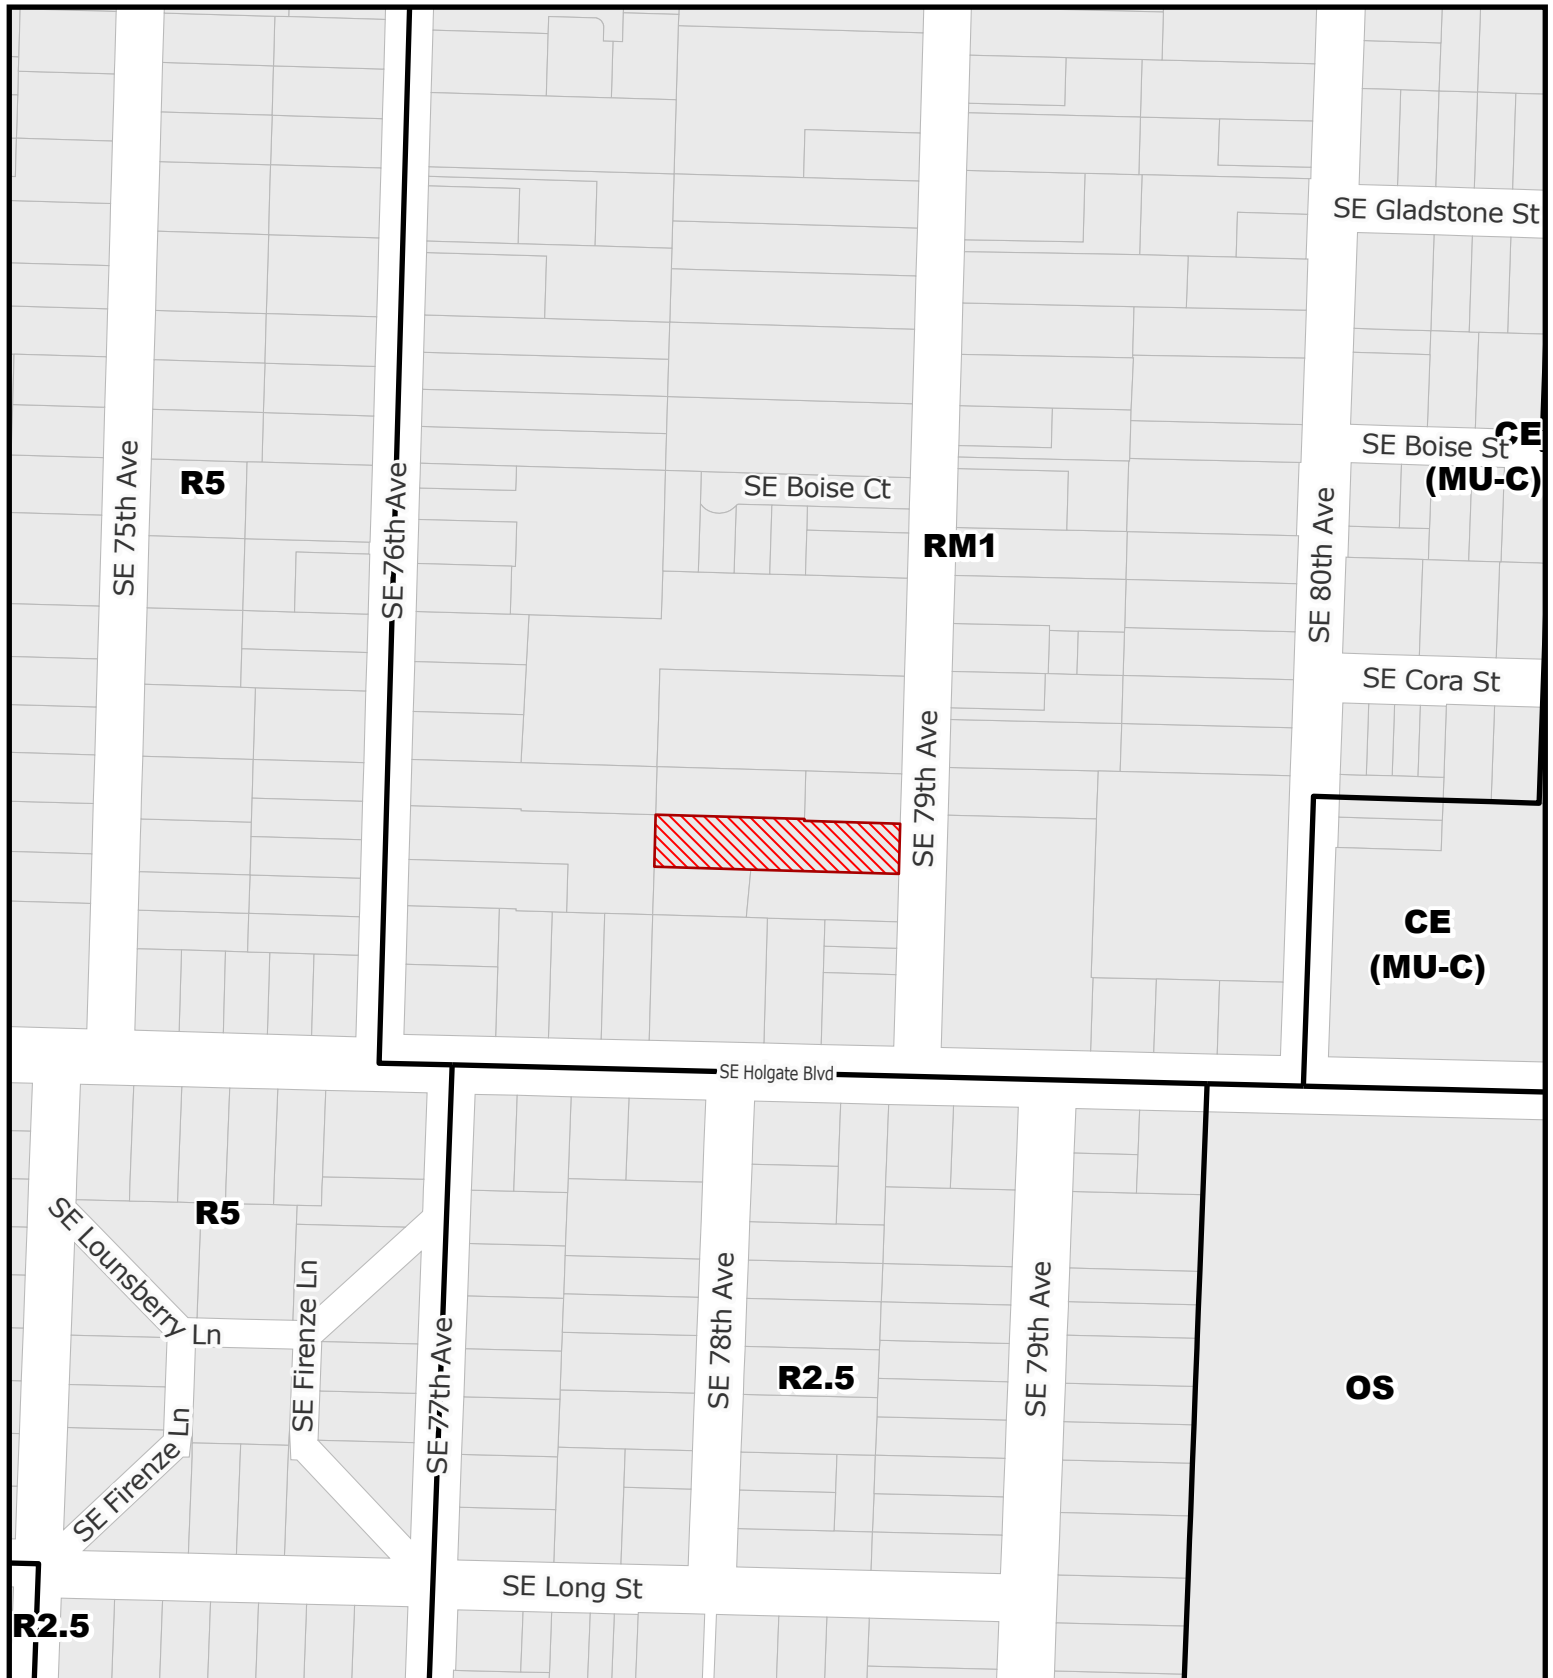 SE Gladstone St
SE Boise St
CE
(MU-C)
SE 75th Ave
R5
SE 76th Ave
SE Boise Ct
RM1
SE 80th Ave
SE Cora St
SE 79th Ave
CE
(MU-C)
SE Holgate Blvd
R5
SE Lounsberry Ln
SE Firenze Ln
SE Firenze Ln
SE 77th Ave
SE 78th Ave
R2.5
SE 79th Ave
OS
SE Long St
R2.5